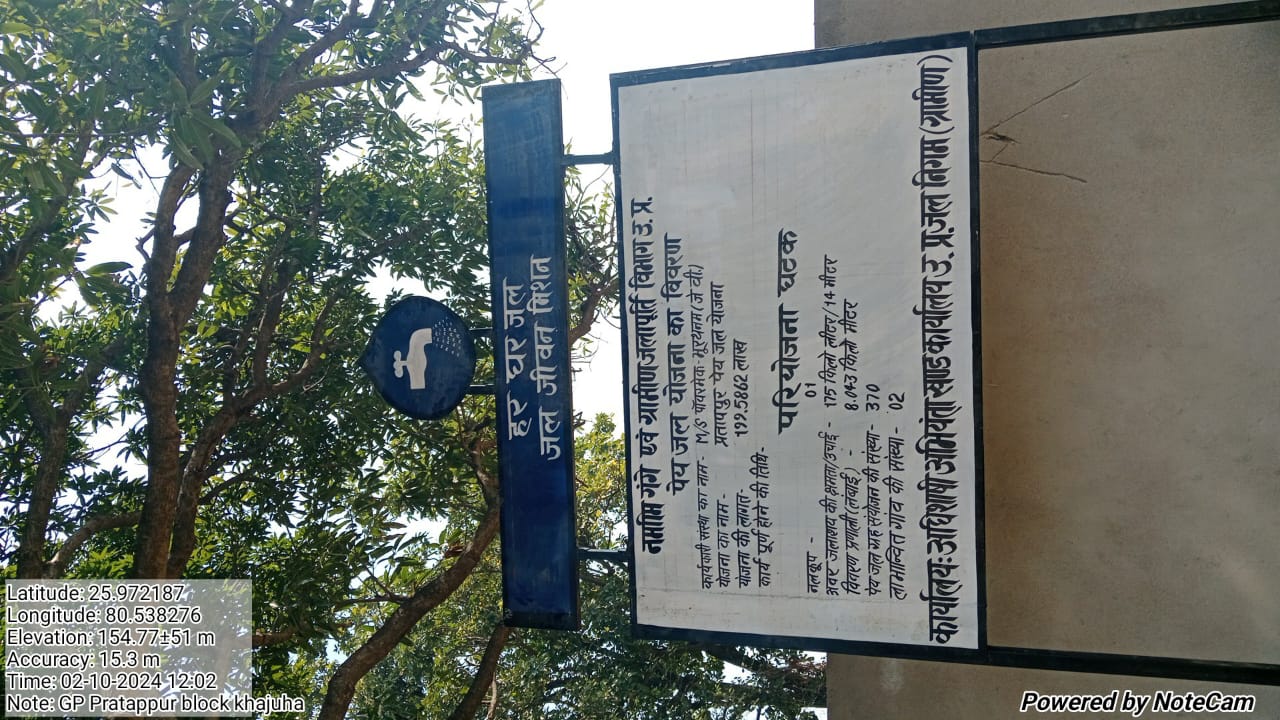 हर घर जल
जल जीवन मिशन
नमामि गंगे एवं ग्रामीण जलापूर्ति विभाग उ. प्र.
पेय जल योजना का विवरण
कार्यदायी संस्था का नाम - M/S पॉवरमेक-
योजना का नाम - प्रतापपुर पेय जल योजना
योजना की लागत- 199.5862 लाख
कार्य पूर्ण होने की तिथि-
परियोजना घटक
नलकूप - 01
अवर जलाशय की क्षमता/उंचाई - 175 किलो लीटर/14 मीटर
वितरण प्रणाली (लंबाई) - 8.043 किमी मीटर
पेय जल गृह संयोजन की संख्या- 370
लाभान्वित गांव की संख्या - 02
कार्यालय:अधिशाषी अभियंता खण्ड कार्यालय उ. प्र.जल निगम (ग्रामीण)
Latitude: 25.972187
Longitude: 80.538276
Elevation: 154.77±51 m
Accuracy: 15.3 m
Time: 02-10-2024 12:02
Note: GP Pratappur block khajuha
Powered by NoteCam